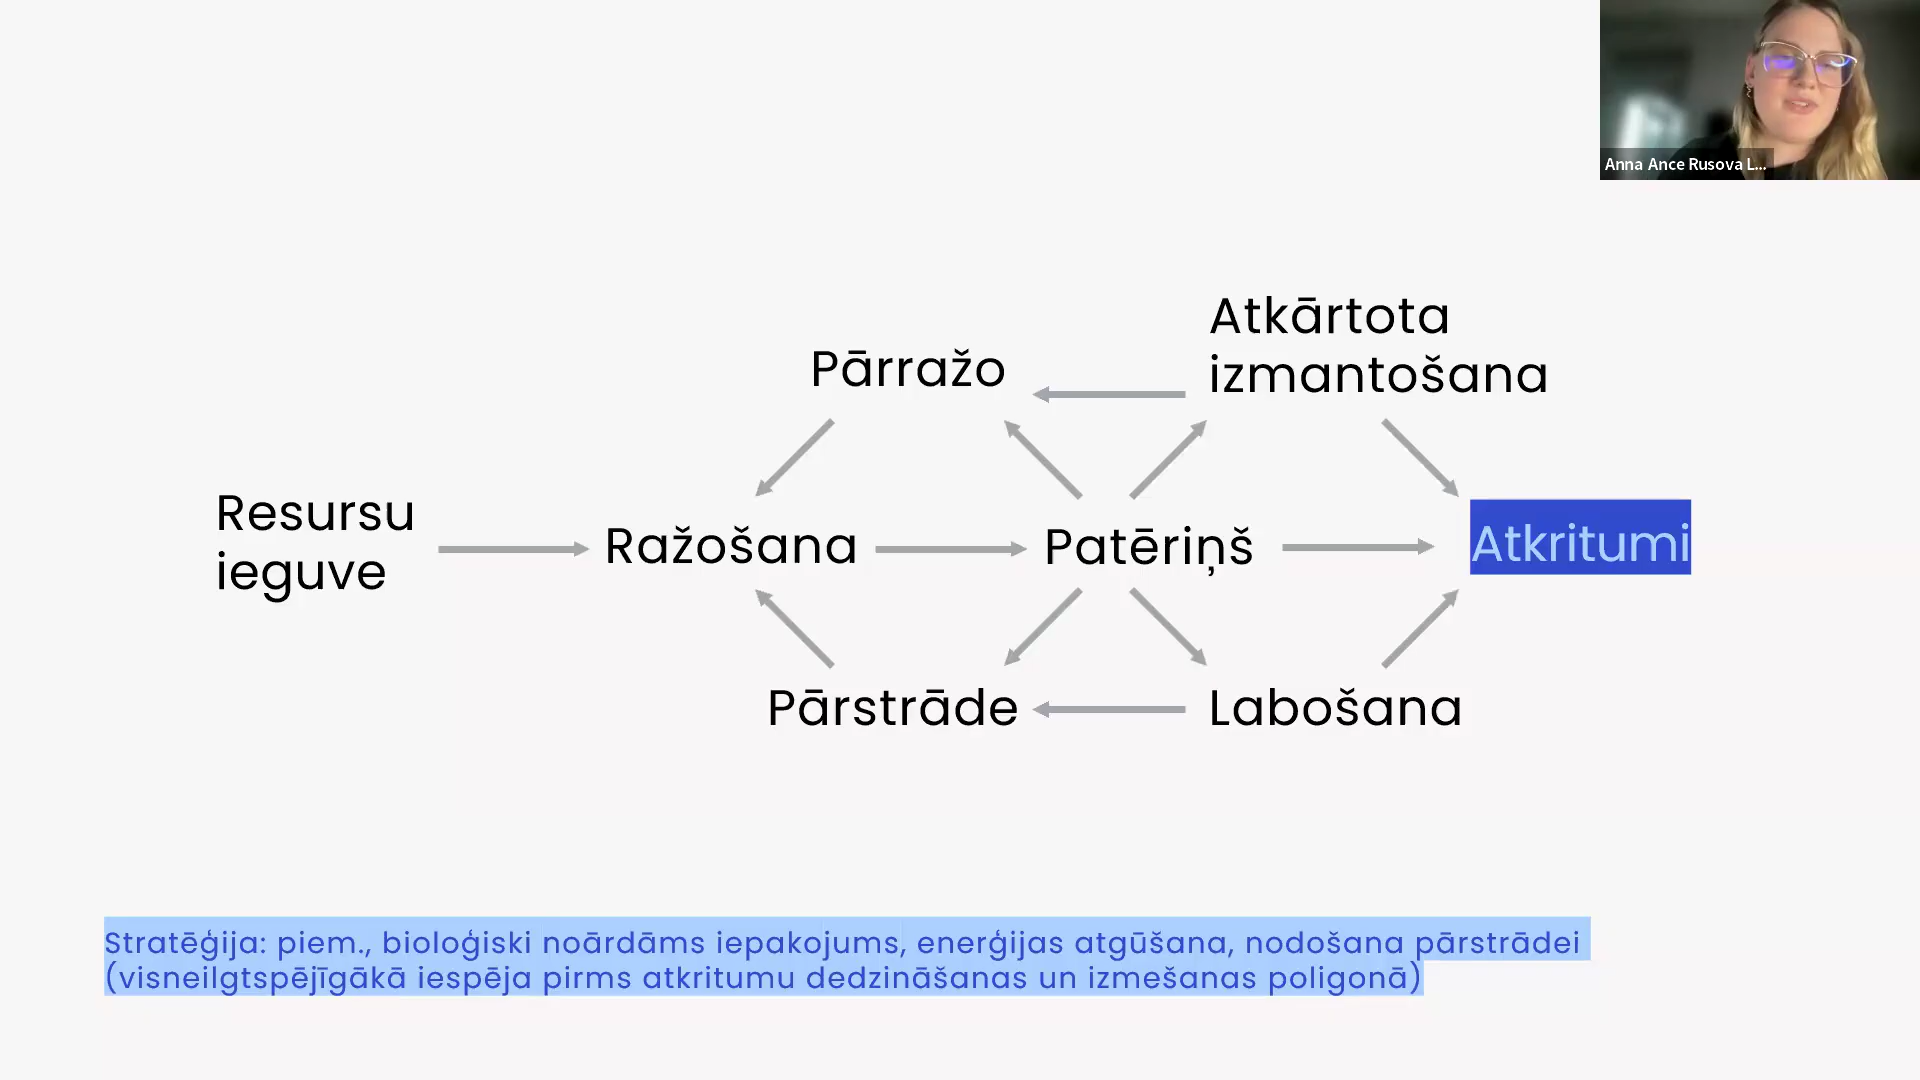 Anna Ance Rusova L...
Atkārtota
izmantošana
Pārražo
Resursu
ieguve
Ražošana
Patēriņš
Atkritumi
Pārstrāde
Labošana
Stratēģija: piem., bioloģiski noārdāms iepakojums, enerģijas atgūšana, nodošana pārstrādei
(visneilgtspējīgākā iespēja pirms atkritumu dedzināšanas un izmešanas poligonā)